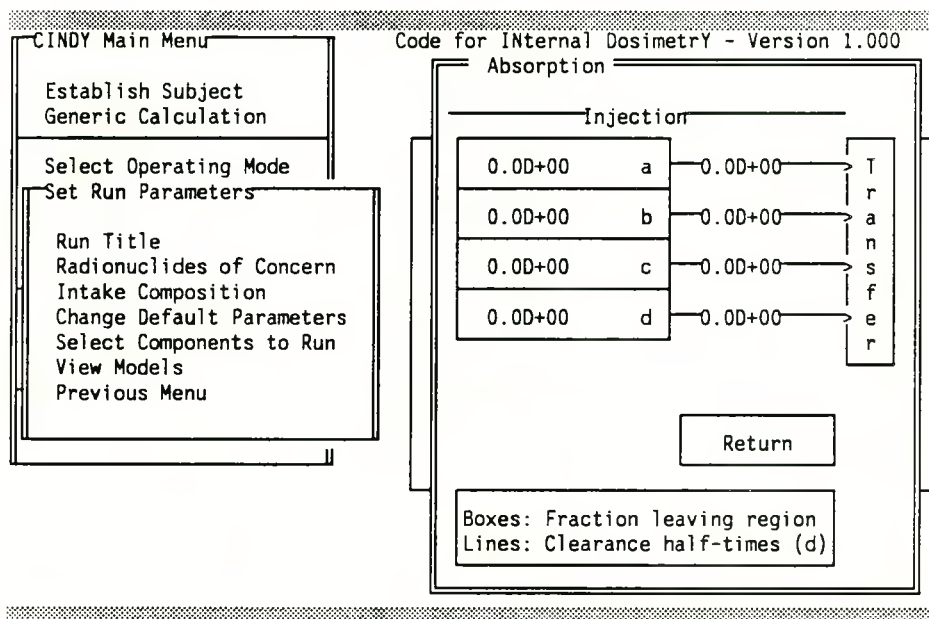 CINDY Main Menu
Establish Subject
Generic Calculation
Select Operating Mode
Set Run Parameters
Run Title
Radionuclides of Concern
Intake Composition
Change Default Parameters
Select Components to Run
View Models
Previous Menu
Code for INternal DosimetrY - Version 1.000
Absorption
Injection
0.0D+00 a 0.0D+00
0.0D+00 b 0.0D+00
0.0D+00 c 0.0D+00
0.0D+00 d 0.0D+00
Transfer
Return
Boxes: Fraction leaving region
Lines: Clearance half-times (d)